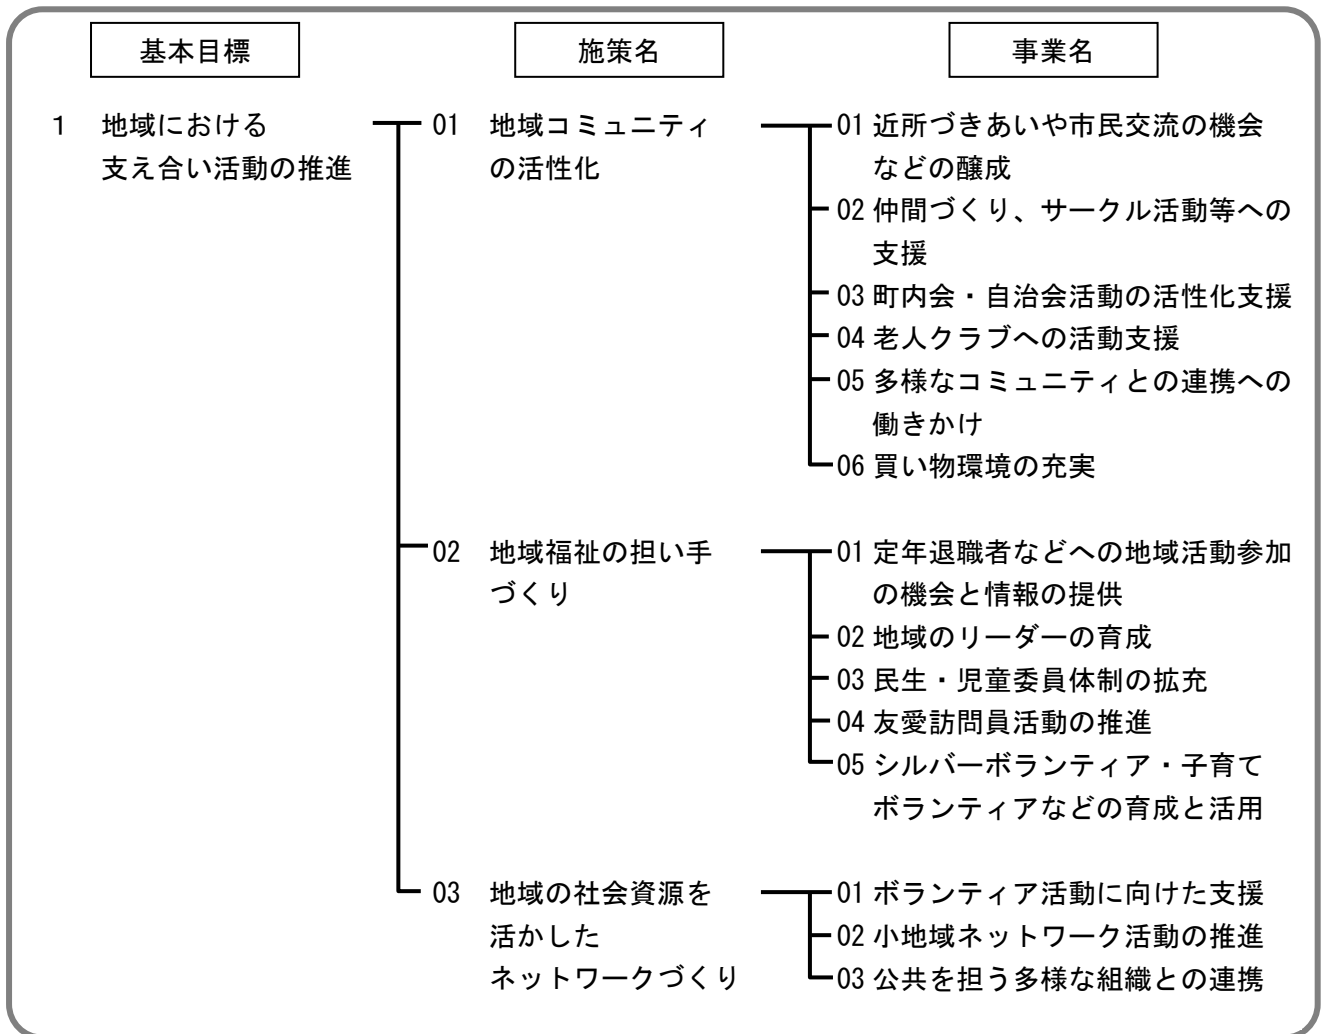 基本目標
施策名
事業名
1 地域における
支え合い活動の推進
01 地域コミュニティ
の活性化
01 近所づきあいや市民交流の機会
などの醸成
02 仲間づくり、サークル活動等への
支援
03 町内会・自治会活動の活性化支援
04 老人クラブへの活動支援
05 多様なコミュニティとの連携への
働きかけ
06 買い物環境の充実
02 地域福祉の担い手
づくり
01 定年退職者などへの地域活動参加
の機会と情報の提供
02 地域のリーダーの育成
03 民生・児童委員体制の拡充
04 友愛訪問員活動の推進
05 シルバーボランティア・子育て
ボランティアなどの育成と活用
03 地域の社会資源を
活かした
ネットワークづくり
01 ボランティア活動に向けた支援
02 小地域ネットワーク活動の推進
03 公共を担う多様な組織との連携